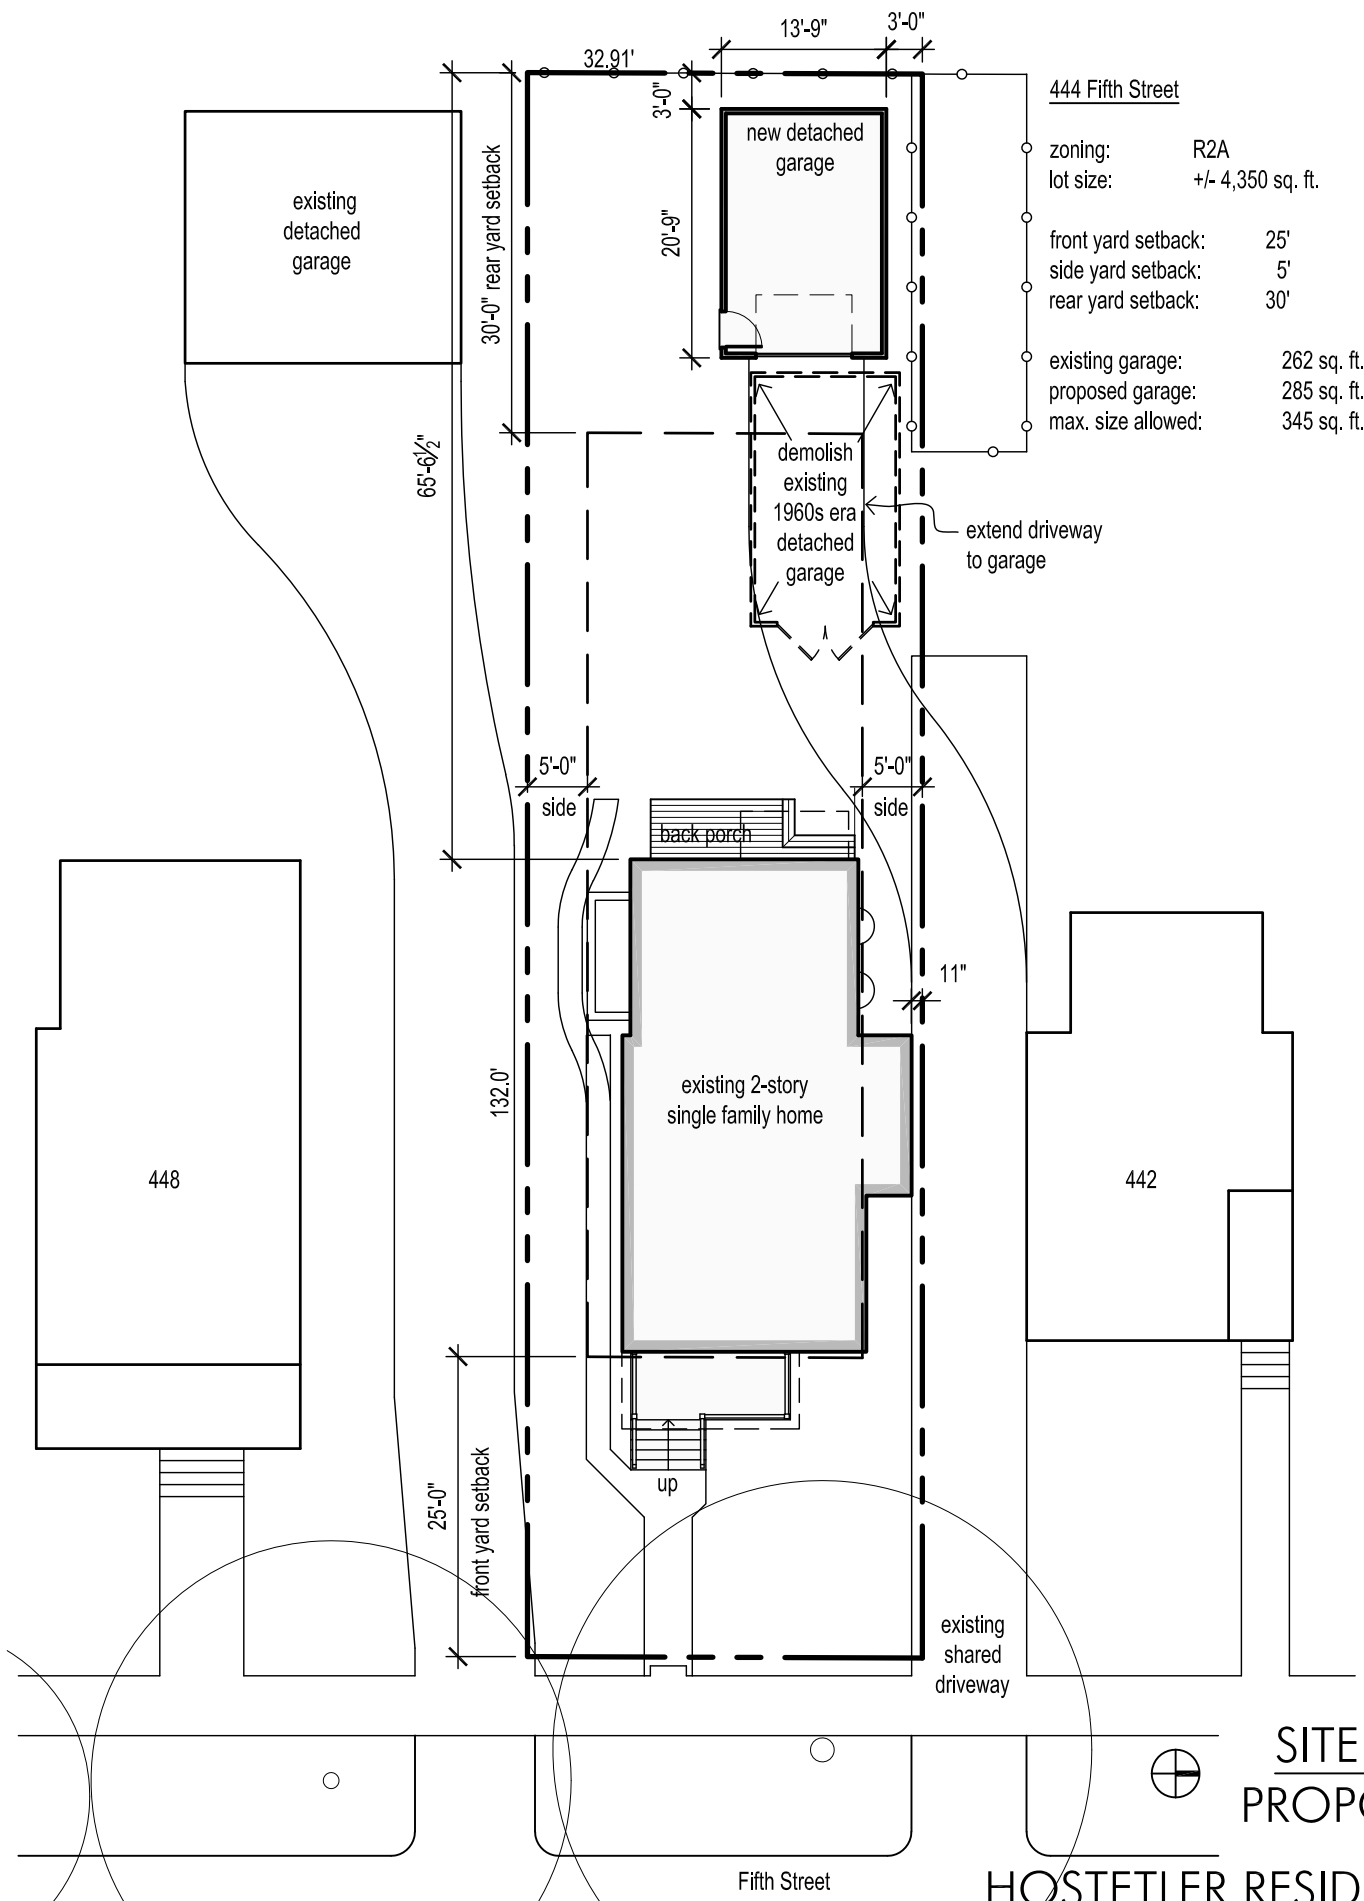 13'-9"
3'-0"
32.91'
3'-0"
444 Fifth Street
new detached
garage
zoning: R2A
lot size: +/- 4,350 sq. ft.
existing
detached
garage
30'-0" rear yard setback
20'-9"
front yard setback: 25'
side yard setback: 5'
rear yard setback: 30'
existing garage: 262 sq. ft.
proposed garage: 285 sq. ft.
max. size allowed: 345 sq. ft.
65'-6½"
demolish
existing
1960s era
detached
garage
extend driveway
to garage
5'-0"
side
5'-0"
side
back porch
11"
132.0'
existing 2-story
single family home
448
442
25'-0"
front yard setback
up
existing
shared
driveway
SITE
PROPO
Fifth Street
HOSTETLER RESID